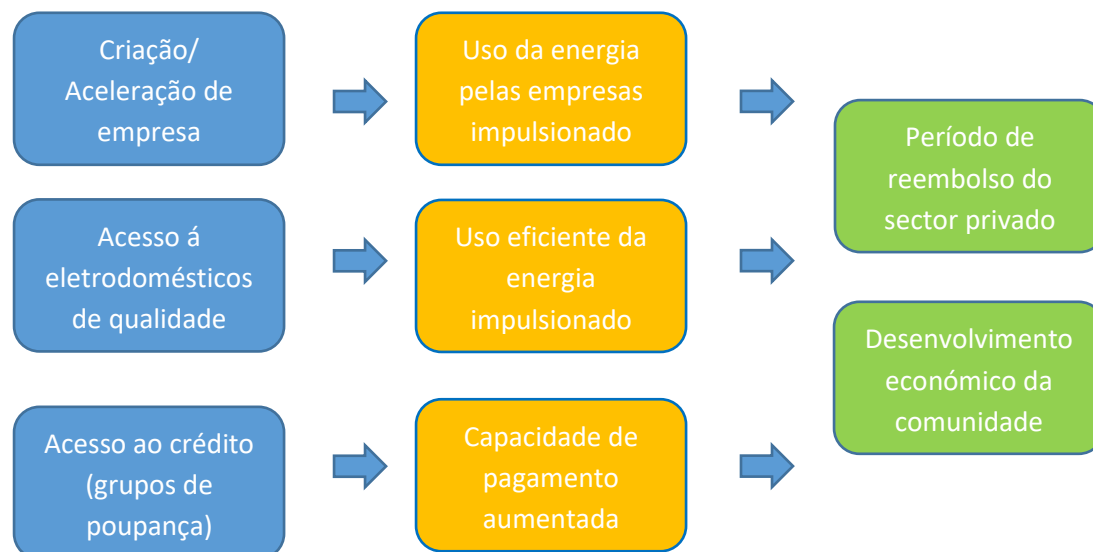 Criação/
Aceleração de
empresa
Uso da energia
pelas empresas
impulsionado
Período de
reembolso do
sector privado
Acesso á
eletrodomésticos
de qualidade
Uso eficiente da
energia
impulsionado
Desenvolvimento
económico da
comunidade
Acesso ao crédito
(grupos de
poupança)
Capacidade de
pagamento
aumentada